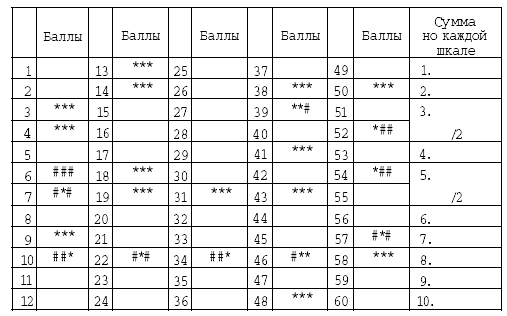 Баллы Баллы Баллы Баллы Баллы Сумма но каждой шкале
1 13 *** 25 37 49 1.
2 14 *** 26 38 *** 50 *** 2.
3 *** 15 27 39 **# 51 3.
4 *** 16 28 40 52 *## /2
5 17 29 41 *** 53 4.
6 ### 18 *** 30 42 54 *## 5.
7 #*# 19 *** 31 *** 43 *** 55 /2
8 20 32 44 56 6.
9 *** 21 33 45 57 #*# 7.
10 ##* 22 #*# 34 ##* 46 #** 58 *** 8.
11 23 35 47 59 9.
12 24 36 48 *** 60 10.